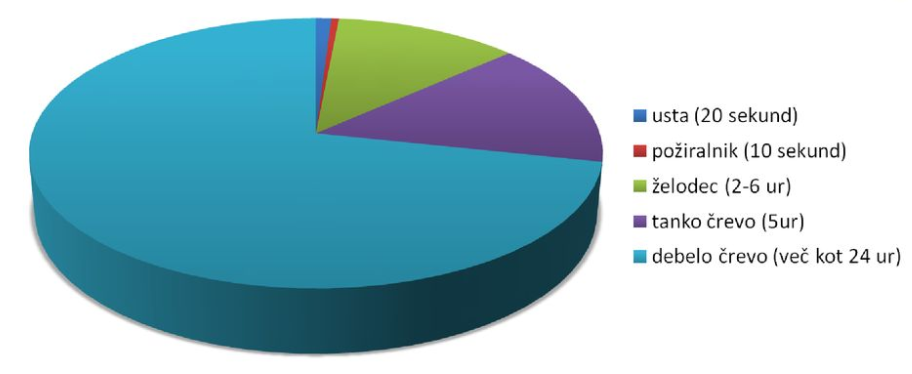 usta (20 sekund)
požiralnik (10 sekund)
želodec (2-6 ur)
tanko črevo (5ur)
debelo črevo (več kot 24 ur)